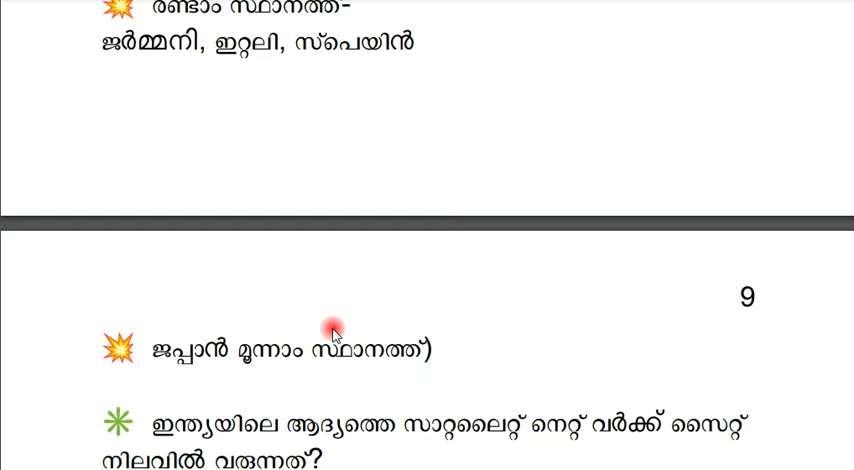 💥 രണ്ടാം സ്ഥാനത്ത്-
ജർമ്മനി, ഇറ്റലി, സ്പെയിൻ
9
💥 ജപ്പാൻ മൂന്നാം സ്ഥാനത്ത്)
✳️ ഇന്ത്യയിലെ ആദ്യത്തെ സാറ്റലൈറ്റ് നെറ്റ് വർക്ക് സൈറ്റ്
നിലവിൽ വരുന്നത്?